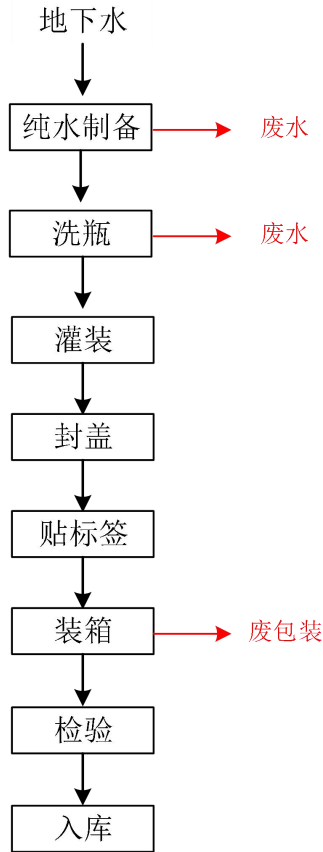 地下水
纯水制备
废水
洗瓶
废水
灌装
封盖
贴标签
装箱
废包装
检验
入库